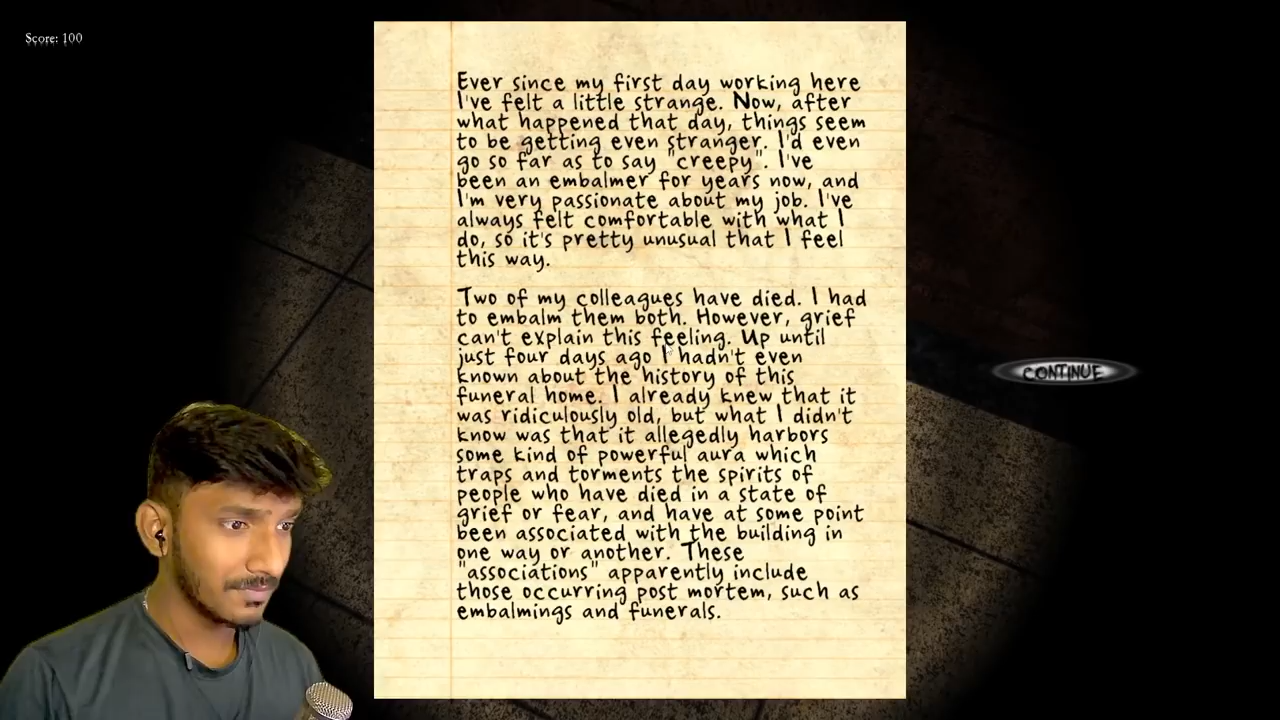 Score: 100
Ever since my first day working here
I've felt a little strange. Now, after
what happened that day, things seem
to be getting even stranger. I'd even
go so far as to say "creepy". I've
been an embalmer for years now, and
I'm very passionate about my job. I've
always felt comfortable with what I
do, so it's pretty unusual that I feel
this way.
Two of my colleagues have died. I had
to embalm them both. However, grief
can't explain this feeling. Up until
just four days ago I hadn't even
known about the history of this
funeral home. I already knew that it
was ridiculously old, but what I didn't
know was that it allegedly harbors
some kind of powerful aura which
traps and torments the spirits of
people who have died in a state of
grief or fear, and have at some point
been associated with the building in
one way or another. These
"associations" apparently include
those occurring post mortem, such as
embalmings and funerals.
CONTINUE